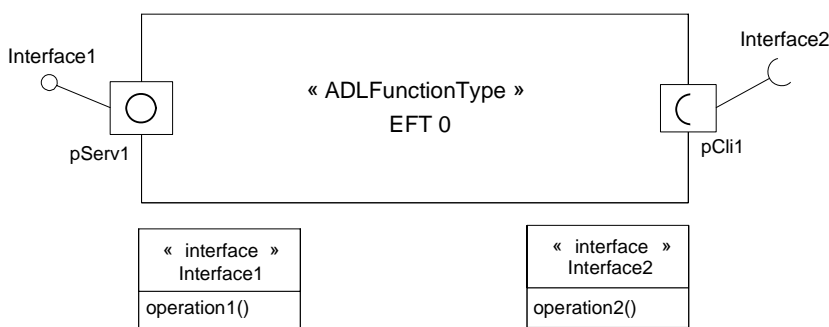 Interface1
Interface2
« ADLFunctionType »
EFT 0
pServ1
pCli1
« interface »
Interface1
operation1()
« interface »
Interface2
operation2()